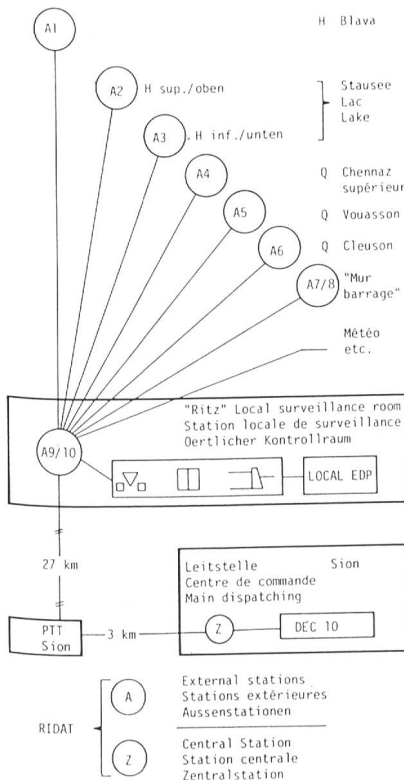 A1
H Blava
A2
H sup./oben
Stausee
Lac
Lake
A3
. H inf./unten
A4
Q Chennaz
supérieur
A5
Q Vouasson
A6
Q Cleuson
A7/8
"Mur
barrage"
Météo
etc.
"Ritz" Local surveillance room
Station locale de surveillance
Oertlicher Kontrollraum
A9/10
LOCAL EDP
27 km
Leitstelle Sion
Centre de commande
Main dispatching
PTT
Sion
3 km
Z
DEC 10
RIDAT
A
External stations
Stations extérieures
Aussenstationen
Z
Central Station
Station centrale
Zentralstation